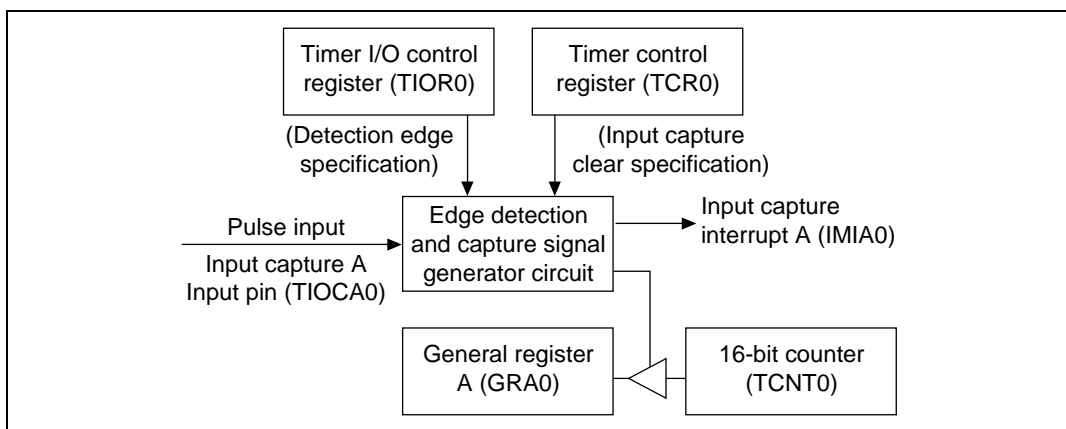 Timer I/O control
register (TIOR0)
Timer control
register (TCR0)
(Detection edge
specification)
(Input capture
clear specification)
Pulse input
Input capture A
Input pin (TIOCA0)
Edge detection
and capture signal
generator circuit
Input capture
interrupt A (IMIA0)
General register
A (GRA0)
16-bit counter
(TCNT0)